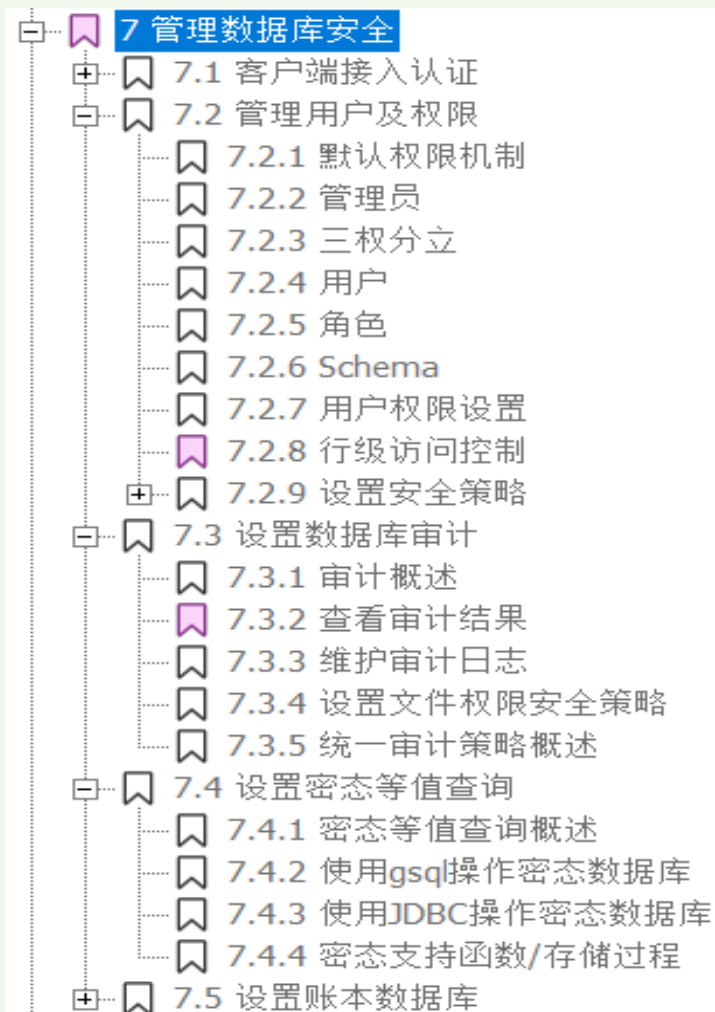 7 管理数据库安全
7.1 客户端接入认证
7.2 管理用户及权限
7.2.1 默认权限机制
7.2.2 管理员
7.2.3 三权分立
7.2.4 用户
7.2.5 角色
7.2.6 Schema
7.2.7 用户权限设置
7.2.8 行级访问控制
7.2.9 设置安全策略
7.3 设置数据库审计
7.3.1 审计概述
7.3.2 查看审计结果
7.3.3 维护审计日志
7.3.4 设置文件权限安全策略
7.3.5 统一审计策略概述
7.4 设置密态等值查询
7.4.1 密态等值查询概述
7.4.2 使用gsql操作密态数据库
7.4.3 使用JDBC操作密态数据库
7.4.4 密态支持函数/存储过程
7.5 设置账本数据库